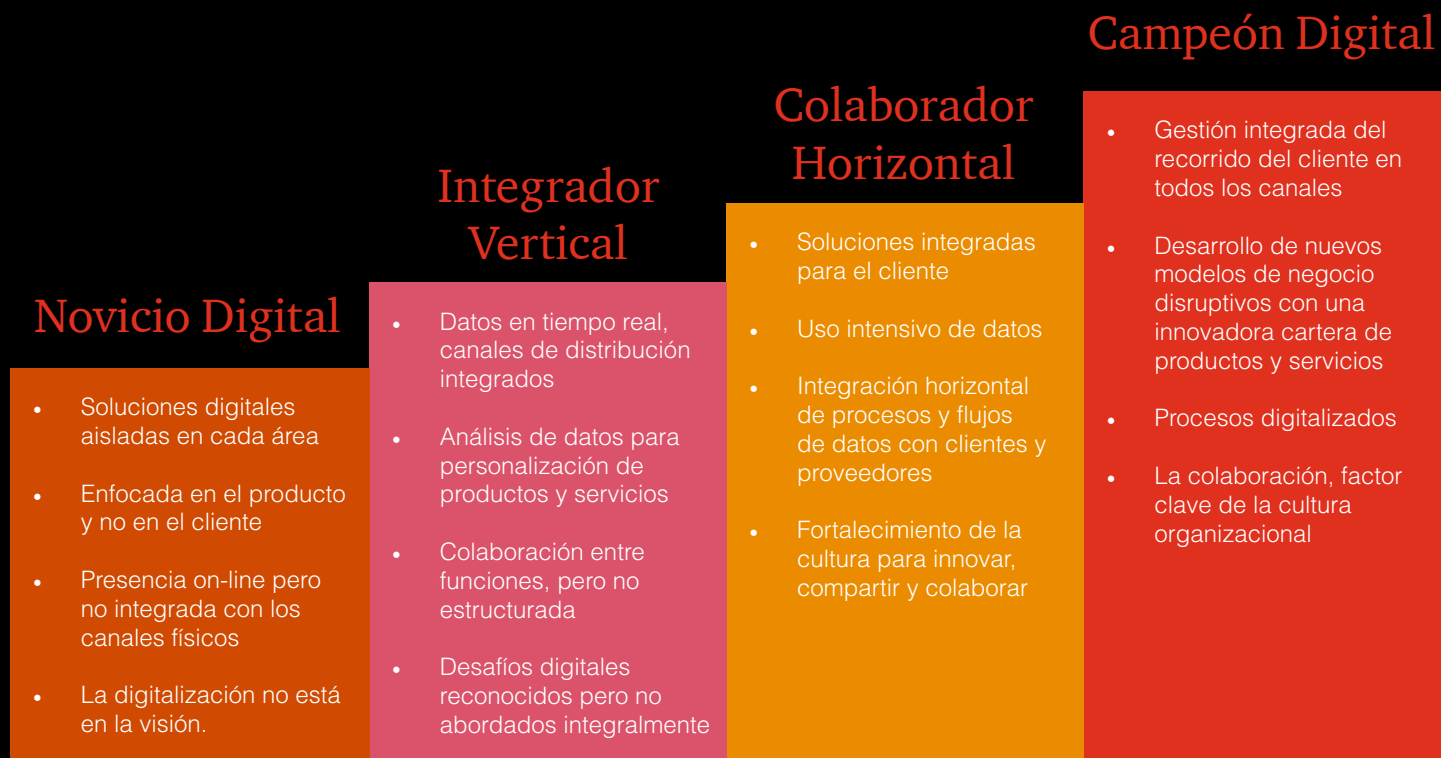 Novicio Digital
• Soluciones digitales
aisladas en cada área
• Enfocada en el producto
y no en el cliente
• Presencia on-line pero
no integrada con los
canales físicos
• La digitalización no está
en la visión.
Integrador
Vertical
• Datos en tiempo real,
canales de distribución
integrados
• Análisis de datos para
personalización de
productos y servicios
• Colaboración entre
funciones, pero no
estructurada
• Desafíos digitales
reconocidos pero no
abordados integralmente
Colaborador
Horizontal
• Soluciones integradas
para el cliente
• Uso intensivo de datos
• Integración horizontal
de procesos y flujos
de datos con clientes y
proveedores
• Fortalecimiento de la
cultura para innovar,
compartir y colaborar
Campeón Digital
• Gestión integrada del
recorrido del cliente en
todos los canales
• Desarrollo de nuevos
modelos de negocio
disruptivos con una
innovadora cartera de
productos y servicios
• Procesos digitalizados
• La colaboración, factor
clave de la cultura
organizacional